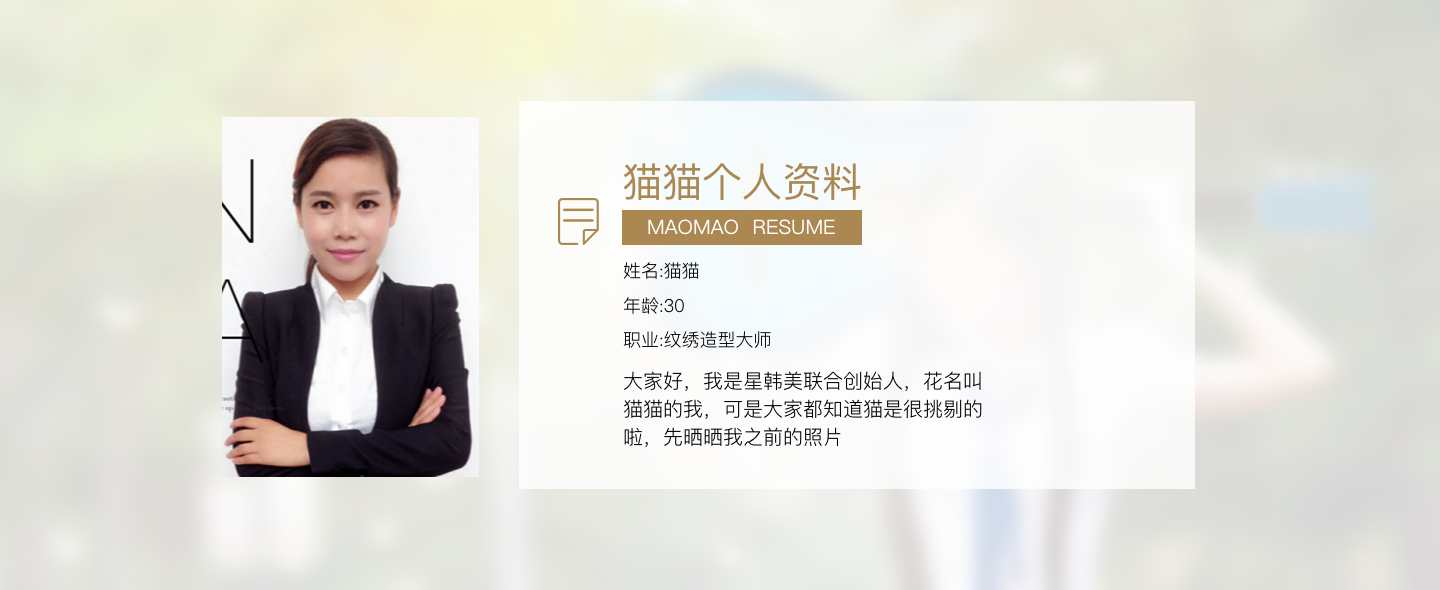 N
A
猫猫个人资料
MAOMAO RESUME
姓名:猫猫
年龄:30
职业:纹绣造型大师
大家好，我是星韩美联合创始人，花名叫
猫猫的我，可是大家都知道猫是很挑剔的
啦，先晒晒我之前的照片